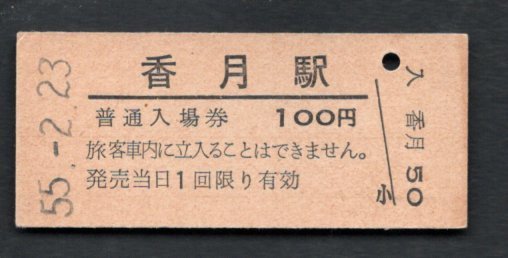 55.-2.23
香月駅
普通入場券 100円
旅客車内に立入ることはできません。
発売当日1回限り有効
入 香月 50
小